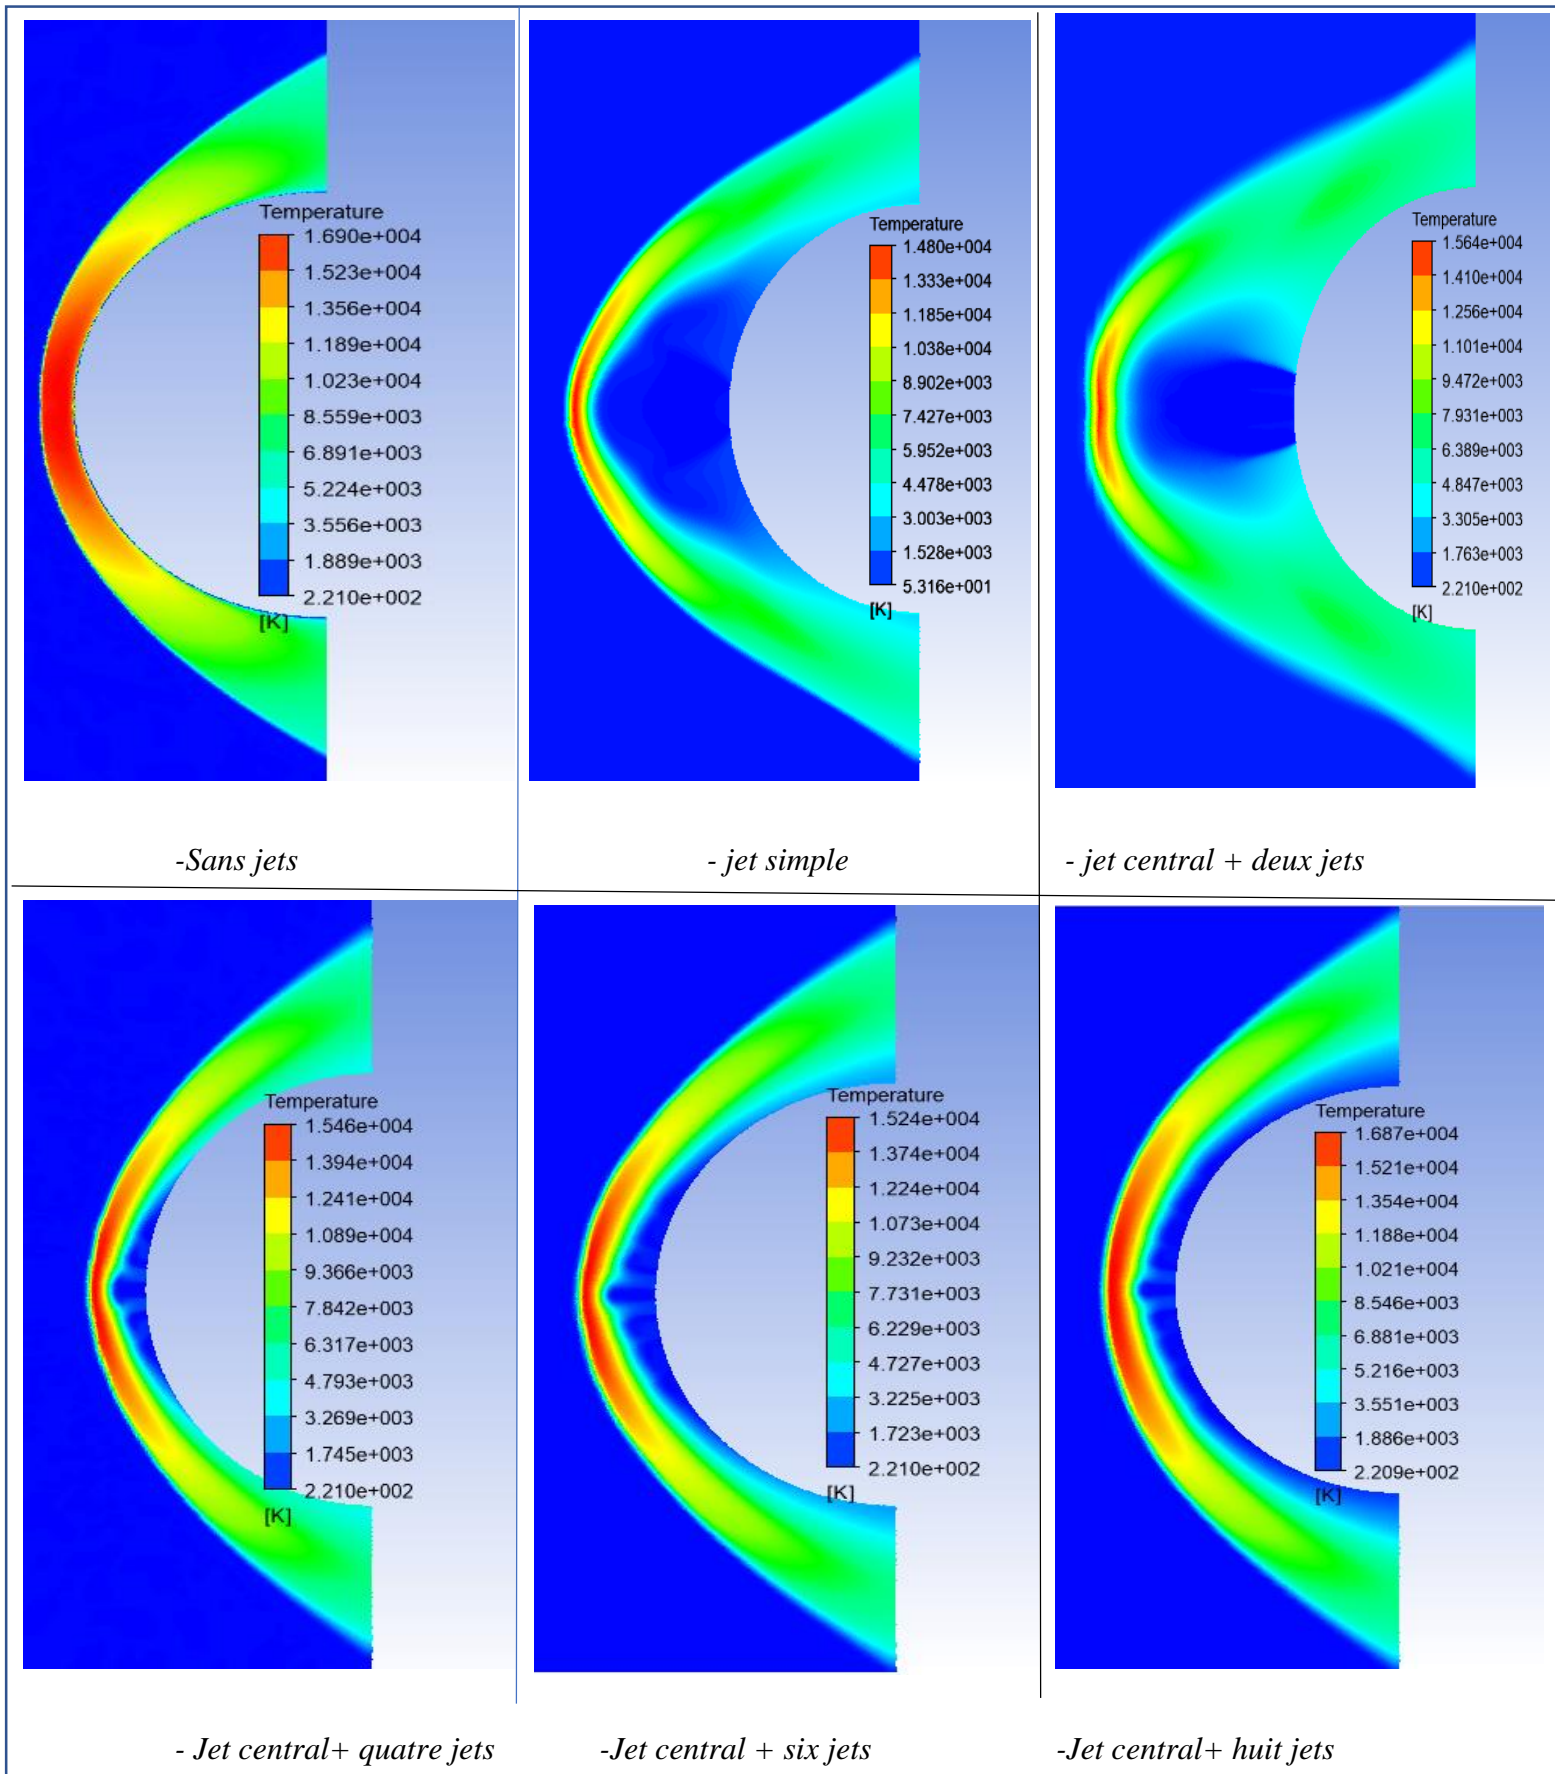 Temperature
1.690e+004
1.523e+004
1.356e+004
1.189e+004
1.023e+004
8.559e+003
6.891e+003
5.224e+003
3.556e+003
1.889e+003
2.210e+002
[K]
Temperature
1.480e+004
1.333e+004
1.185e+004
1.038e+004
8.902e+003
7.427e+003
5.952e+003
4.478e+003
3.003e+003
1.528e+003
5.316e+001
[K]
Temperature
1.564e+004
1.410e+004
1.256e+004
1.101e+004
9.472e+003
7.931e+003
6.389e+003
4.847e+003
3.305e+003
1.763e+003
2.210e+002
[K]
-Sans jets
- jet simple
- jet central + deux jets
Temperature
1.546e+004
1.394e+004
1.241e+004
1.089e+004
9.366e+003
7.842e+003
6.317e+003
4.793e+003
3.269e+003
1.745e+003
2.210e+002
[K]
Temperature
1.524e+004
1.374e+004
1.224e+004
1.073e+004
9.232e+003
7.731e+003
6.229e+003
4.727e+003
3.225e+003
1.723e+003
2.210e+002
[K]
Temperature
1.687e+004
1.521e+004
1.354e+004
1.188e+004
1.021e+004
8.546e+003
6.881e+003
5.216e+003
3.551e+003
1.886e+003
2.209e+002
[K]
- Jet central+ quatre jets
-Jet central + six jets
-Jet central+ huit jets